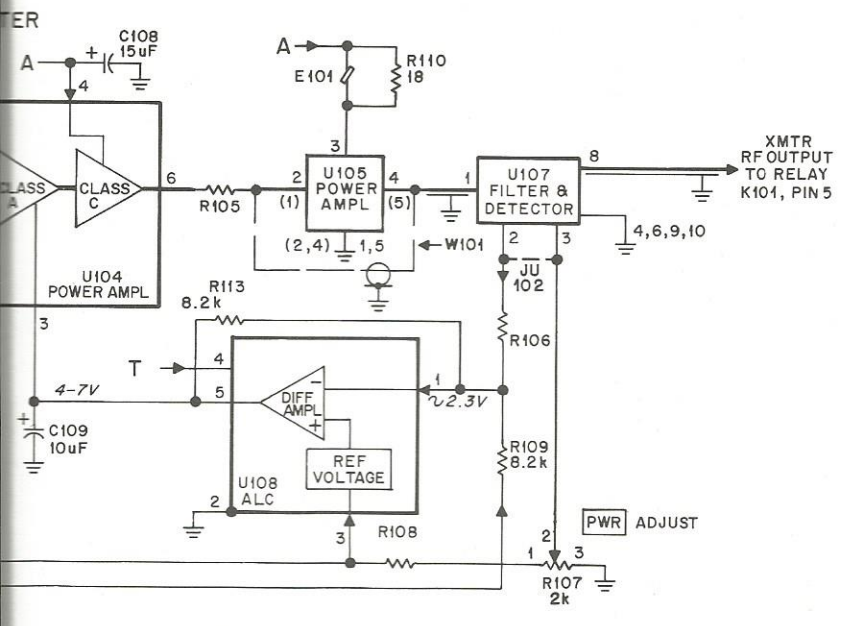 TER
A
+
C108
15uF
4
CLASS
A
CLASS
C
6
R105
U104
POWER AMPL
3
A
E101
R110
18
3
2
(1)
U105
POWER
AMPL
4
(5)
(2,4)
1,5
W101
1
U107
FILTER &
DETECTOR
8
XMTR
RF OUTPUT
TO RELAY
K101, PIN 5
4,6,9,10
2
3
JU
102
R106
R113
8.2k
T
4
5
4-7V
+
C109
10uF
DIFF
AMPL
-
+
1
~2.3V
REF
VOLTAGE
U108
ALC
2
3
R108
R109
8.2k
PWR ADJUST
2
1
3
R107
2k